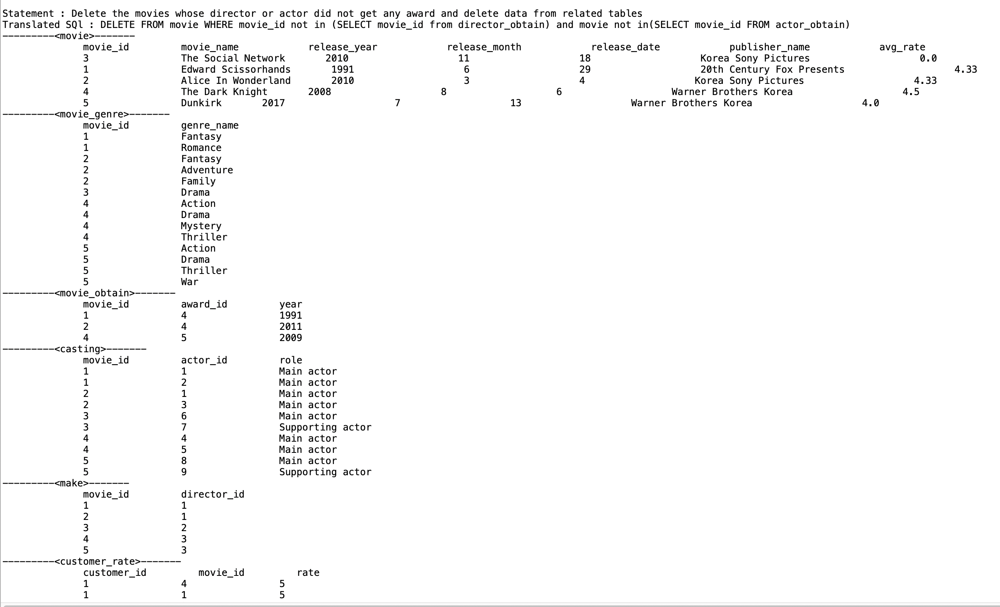 Statement : Delete the movies whose director or actor did not get any award and delete data from related tables
Translated SQl : DELETE FROM movie WHERE movie_id not in (SELECT movie_id from director_obtain) and movie not in(SELECT movie_id FROM actor_obtain)
---------<movie>-------
movie_id movie_name release_year release_month release_date publisher_name avg_rate
3 The Social Network 2010 11 18 Korea Sony Pictures 0.0
1 Edward Scissorhands 1991 6 29 20th Century Fox Presents 4.33
2 Alice In Wonderland 2010 3 4 Korea Sony Pictures 4.33
4 The Dark Knight 2008 8 6 Warner Brothers Korea 4.5
5 Dunkirk 2017 7 13 Warner Brothers Korea 4.0
---------<movie_genre>-------
movie_id genre_name
1 Fantasy
1 Romance
2 Fantasy
2 Adventure
2 Family
3 Drama
4 Action
4 Drama
4 Mystery
4 Thriller
5 Action
5 Drama
5 Thriller
5 War
---------<movie_obtain>-------
movie_id award_id year
1 4 1991
2 4 2011
4 5 2009
---------<casting>-------
movie_id actor_id role
1 1 Main actor
1 2 Main actor
2 1 Main actor
2 3 Main actor
3 6 Main actor
3 7 Supporting actor
4 4 Main actor
4 5 Main actor
5 8 Main actor
5 9 Supporting actor
---------<make>-------
movie_id director_id
1 1
2 1
3 2
4 3
5 3
---------<customer_rate>-------
customer_id movie_id rate
1 4 5
1 1 5